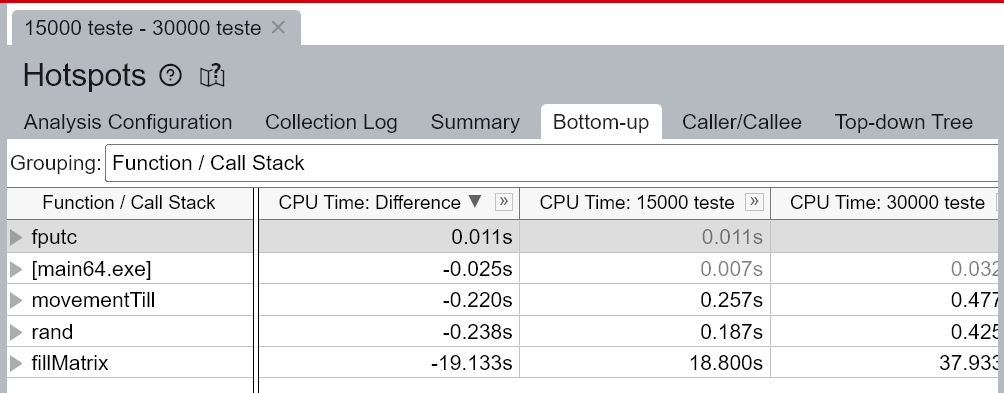 15000 teste - 30000 teste ×
Hotspots
Analysis Configuration Collection Log Summary Bottom-up Caller/Callee Top-down Tree
Grouping: Function / Call Stack
Function / Call Stack CPU Time: Difference ▼ » CPU Time: 15000 teste » CPU Time: 30000 teste
fputc 0.011s 0.011s
[main64.exe] -0.025s 0.007s 0.032
movementTill -0.220s 0.257s 0.477
rand -0.238s 0.187s 0.425
fillMatrix -19.133s 18.800s 37.933